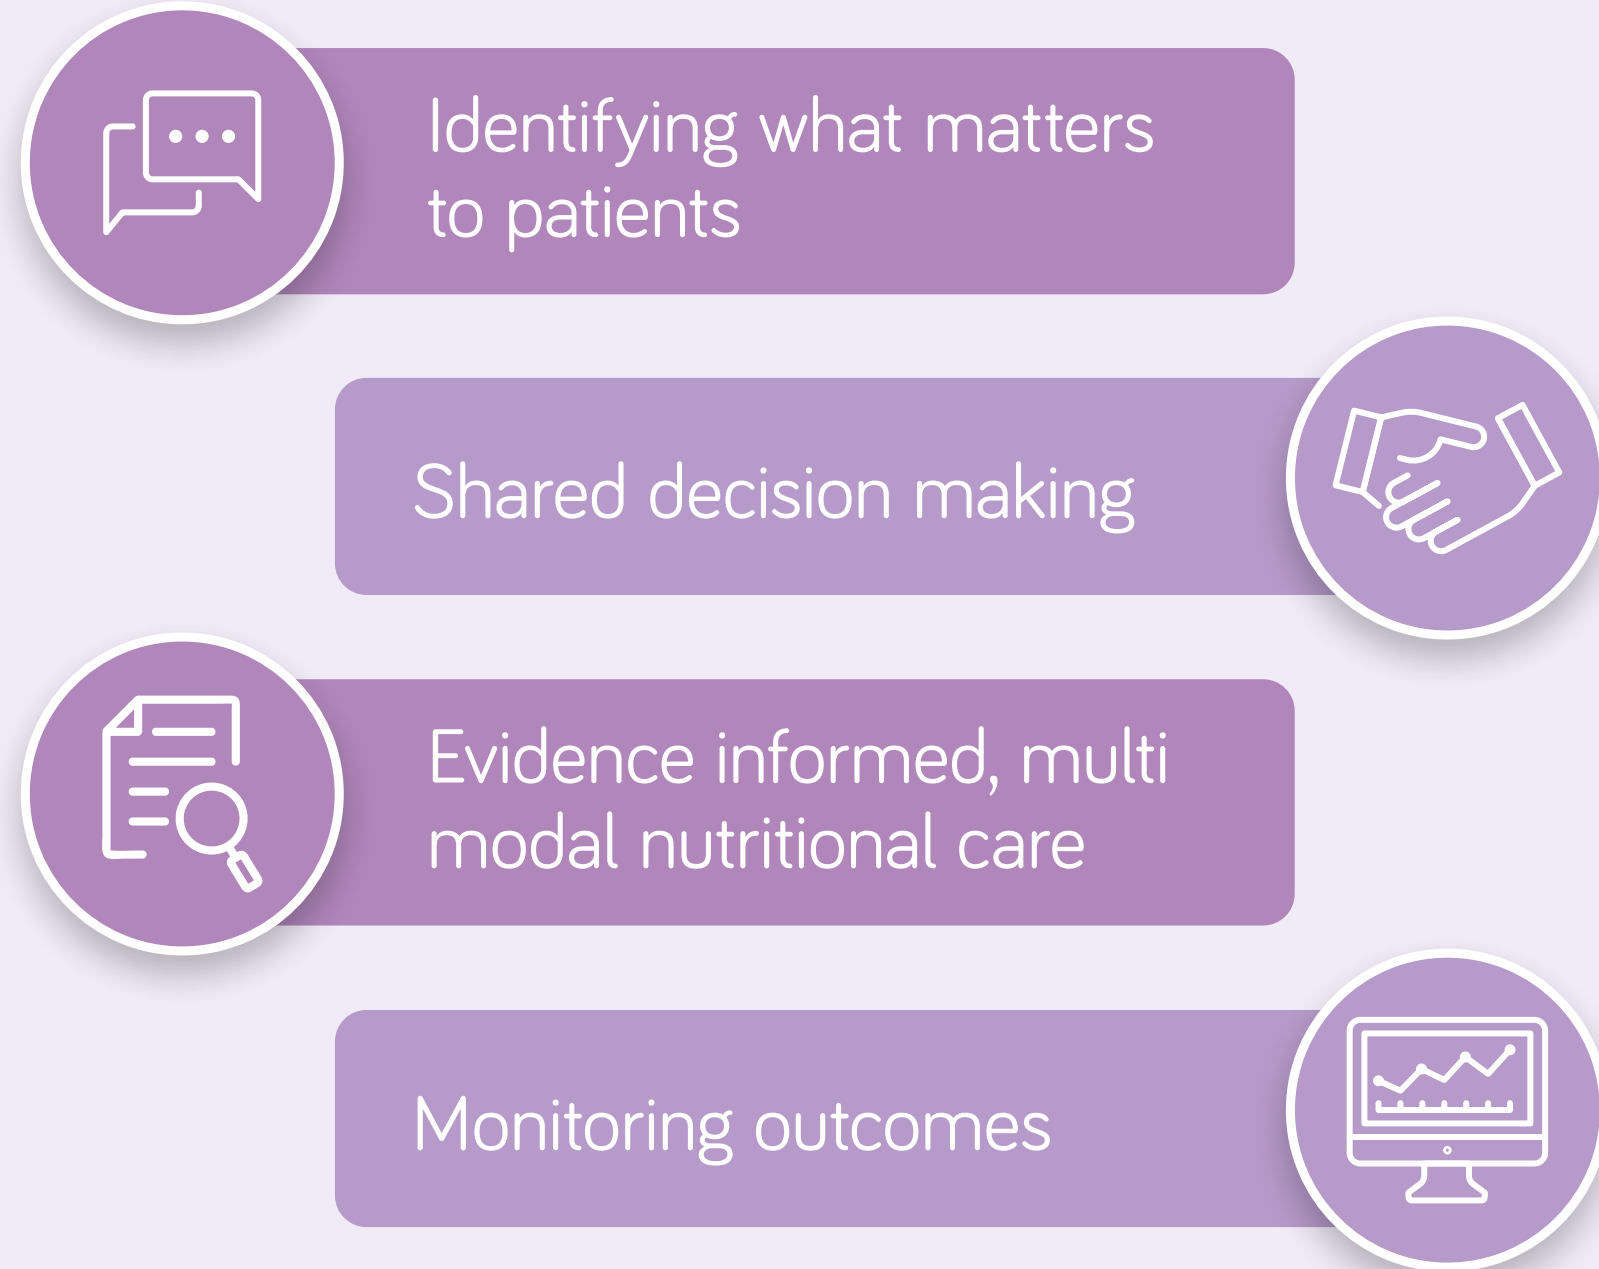 Identifying what matters
to patients
Shared decision making
Evidence informed, multi
modal nutritional care
Monitoring outcomes